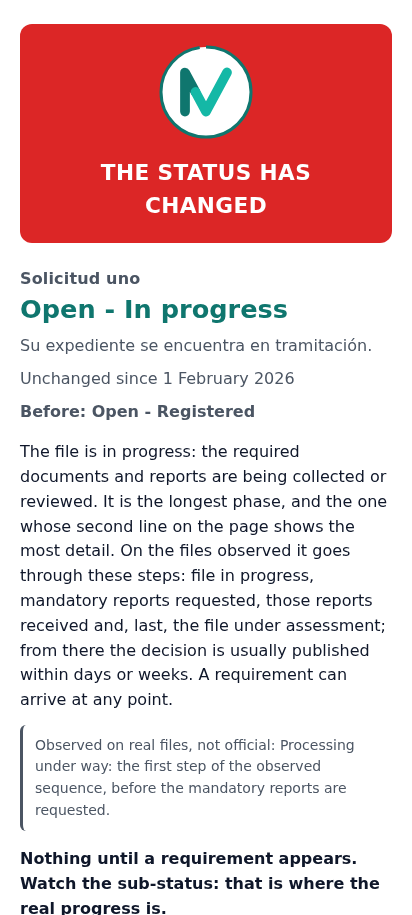 THE STATUS HAS
CHANGED
Solicitud uno
Open - In progress
Su expediente se encuentra en tramitación.
Unchanged since 1 February 2026
Before: Open - Registered
The file is in progress: the required
documents and reports are being collected or
reviewed. It is the longest phase, and the one
whose second line on the page shows the
most detail. On the files observed it goes
through these steps: file in progress,
mandatory reports requested, those reports
received and, last, the file under assessment;
from there the decision is usually published
within days or weeks. A requirement can
arrive at any point.
Observed on real files, not official: Processing
under way: the first step of the observed
sequence, before the mandatory reports are
requested.
Nothing until a requirement appears.
Watch the sub-status: that is where the
real progress is.